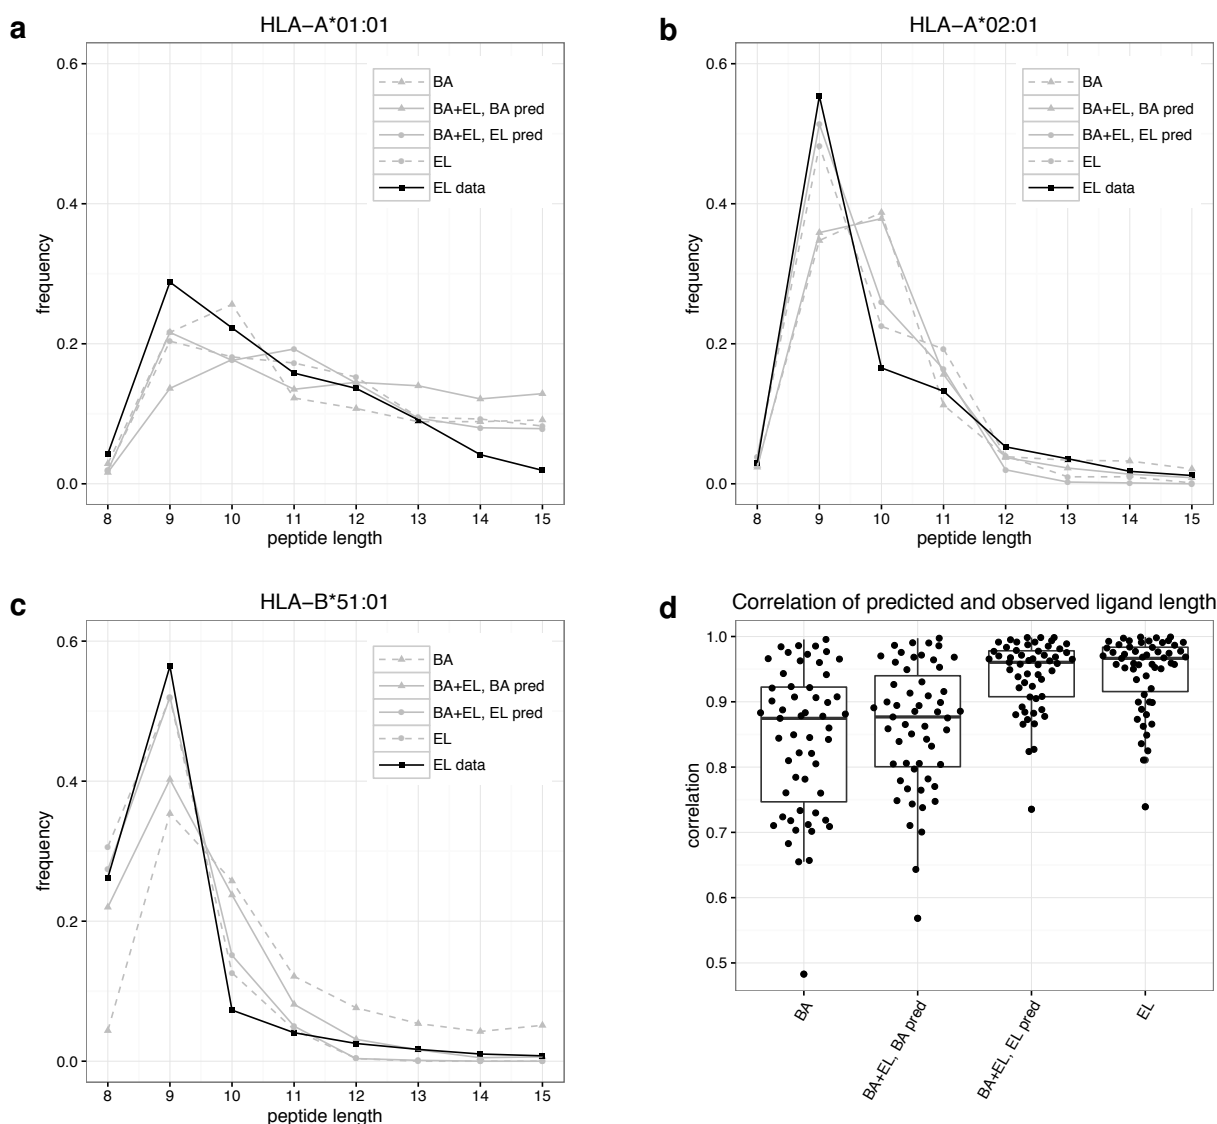 a
HLA−A*01:01
0.6
0.4
0.2
0.0
frequency
BA
BA+EL, BA pred
BA+EL, EL pred
EL
EL data
8 9 10 11 12 13 14 15
peptide length
b
HLA−A*02:01
0.6
0.4
0.2
0.0
frequency
BA
BA+EL, BA pred
BA+EL, EL pred
EL
EL data
8 9 10 11 12 13 14 15
peptide length
c
HLA−B*51:01
0.6
0.4
0.2
0.0
frequency
BA
BA+EL, BA pred
BA+EL, EL pred
EL
EL data
8 9 10 11 12 13 14 15
peptide length
d
Correlation of predicted and observed ligand length
1.0
0.9
0.8
0.7
0.6
0.5
correlation
BA
BA+EL, BA pred
BA+EL, EL pred
EL